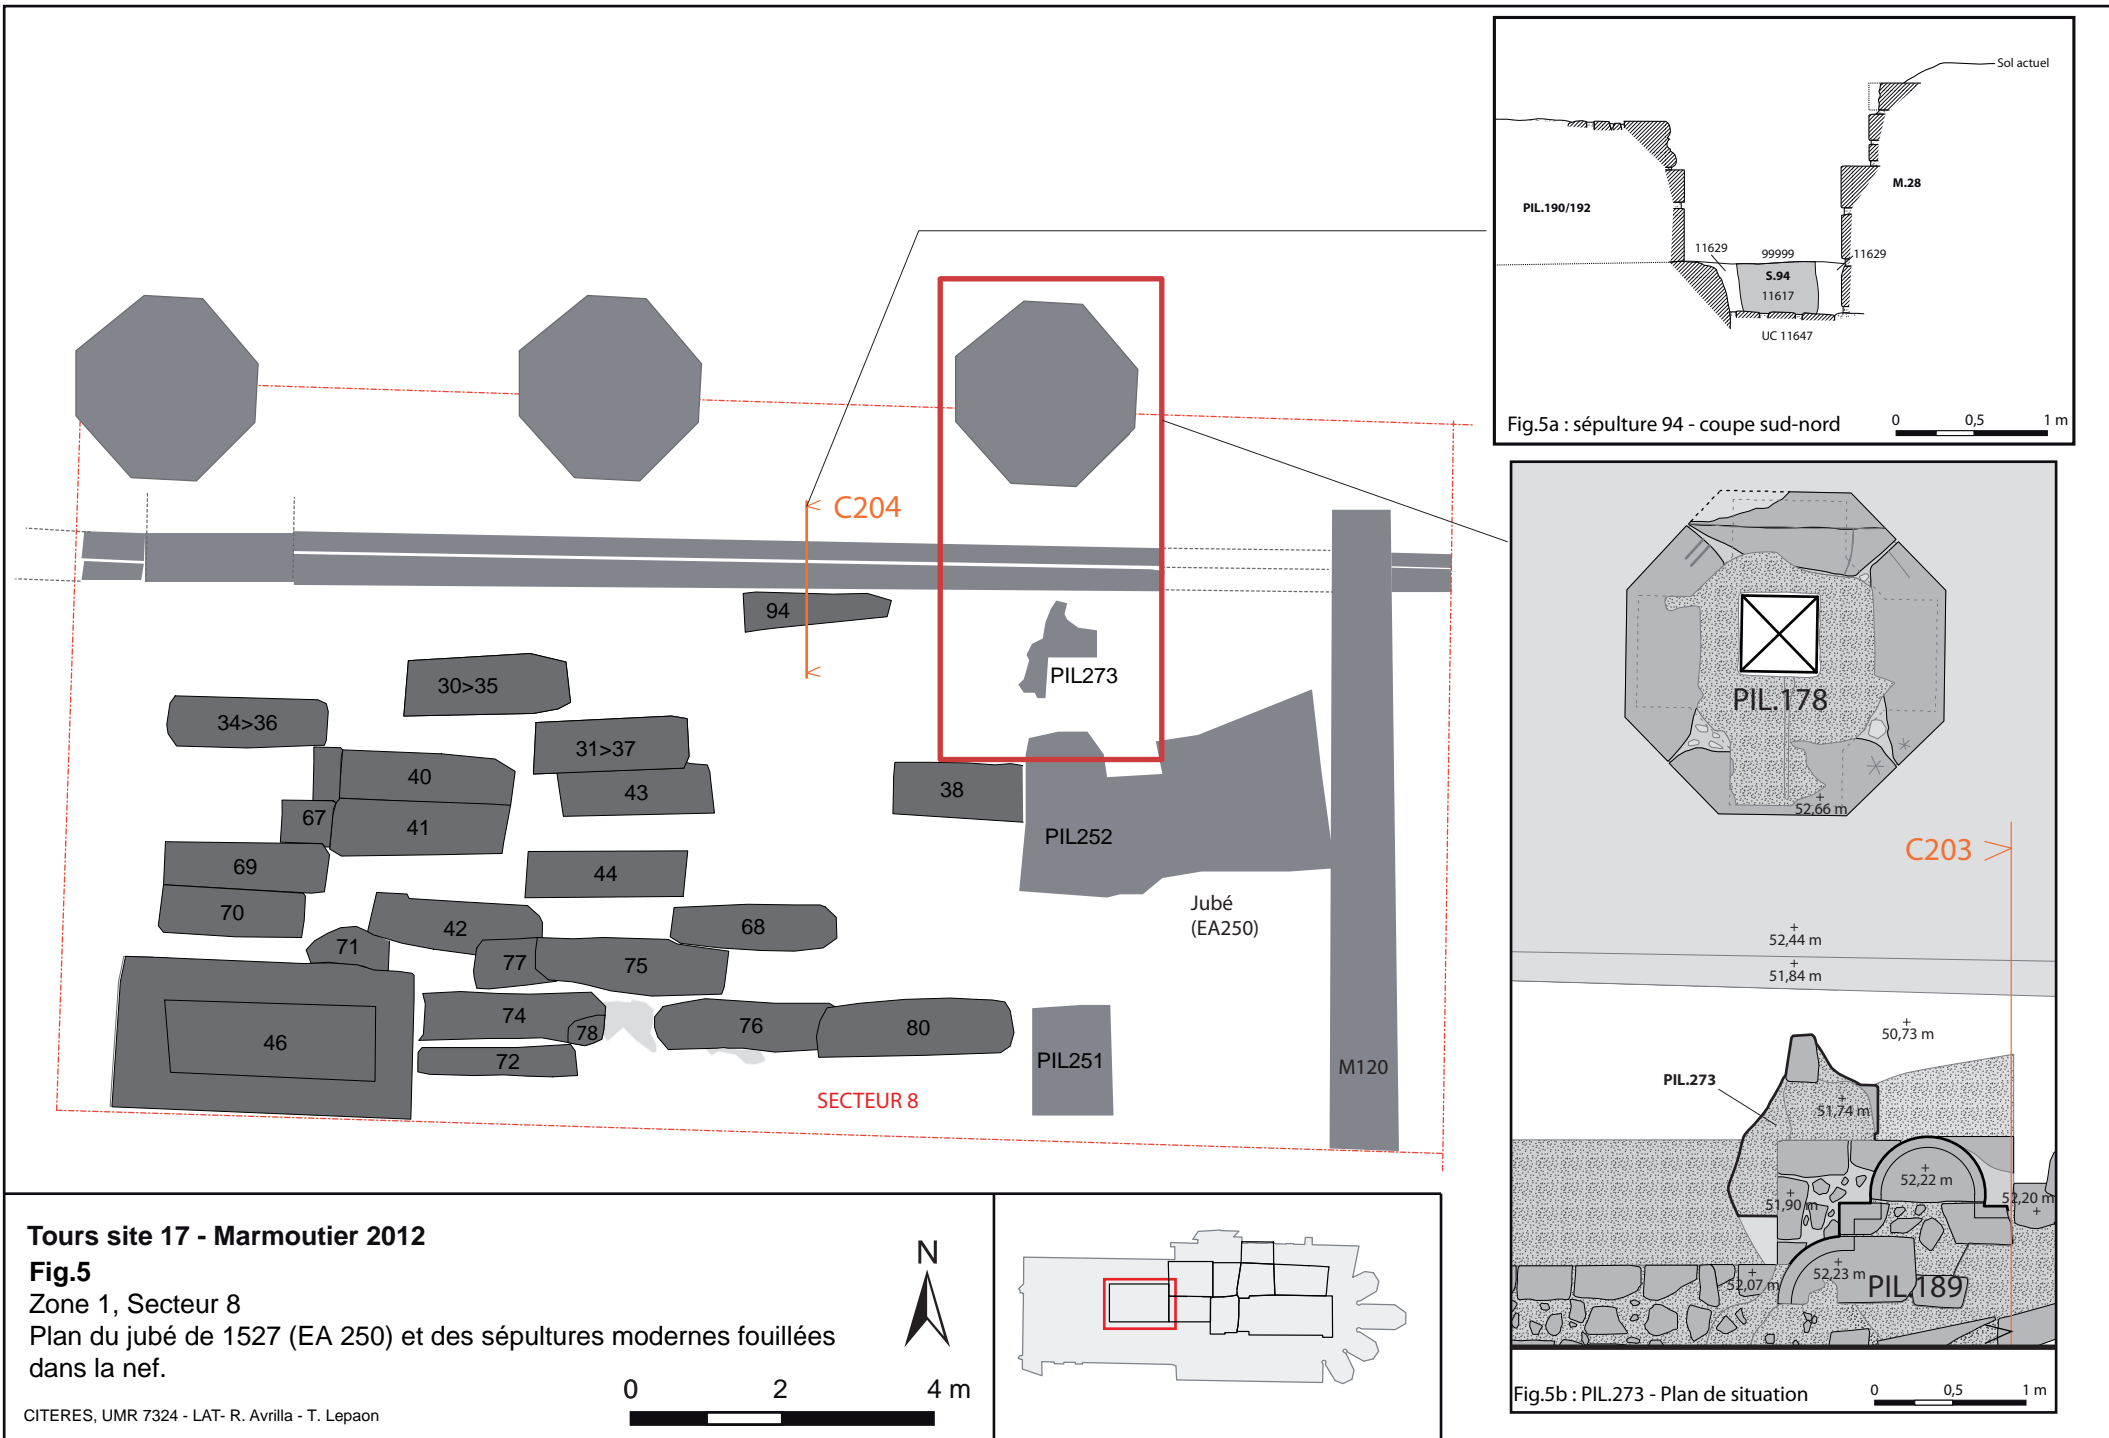 C204
94
PIL273
30>35
34>36
31>37
40
43
38
67
41
PIL252
69
44
70
42
68
71
77
75
Jubé
(EA250)
74
78
76
80
46
72
PIL251
M120
SECTEUR 8
Sol actuel
M.28
PIL.190/192
11629
99999
11629
S.94
11617
UC 11647
Fig.5a : sépulture 94 - coupe sud-nord
0 0,5 1 m
PIL.178
52,66 m
C203
52,44 m
51,84 m
50,73 m
PIL.273
51,74 m
52,22 m
51,90 m
52,20 m
52,07 m
52,23 m
PIL.189
Fig.5b : PIL.273 - Plan de situation
0 0,5 1 m
Tours site 17 - Marmoutier 2012
Fig.5
Zone 1, Secteur 8
Plan du jubé de 1527 (EA 250) et des sépultures modernes fouillées
dans la nef.
N
0 2 4 m
CITERES, UMR 7324 - LAT- R. Avrilla - T. Lepaon